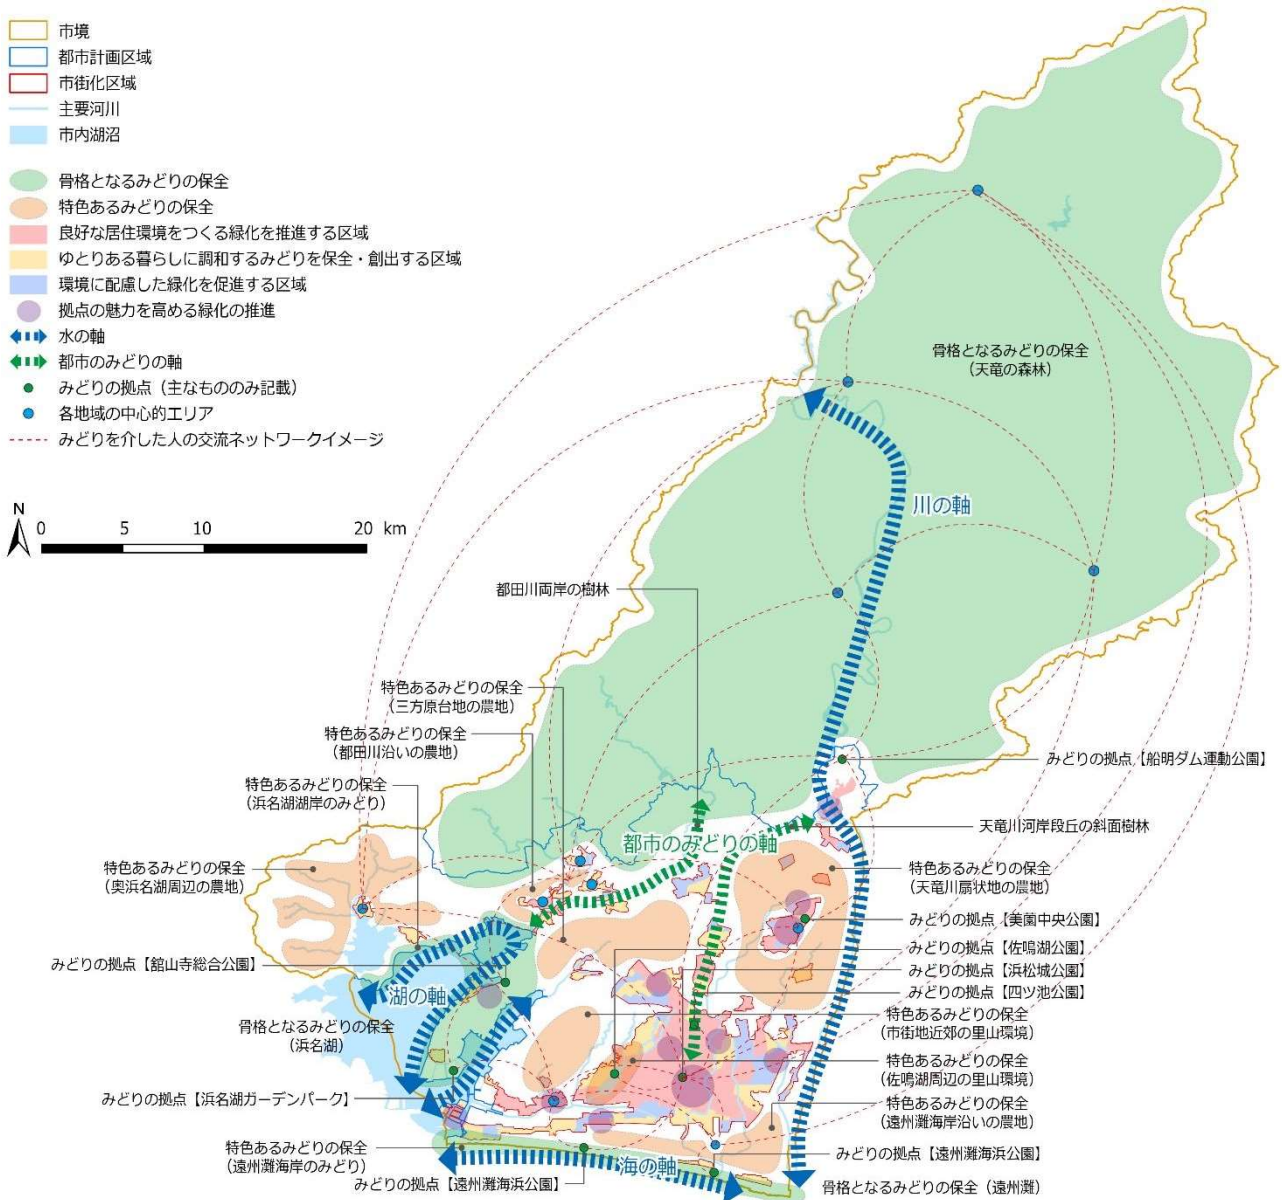 市境
都市計画区域
市街化区域
主要河川
市内湖沼
骨格となるみどりの保全
特色あるみどりの保全
良好な居住環境をつくる緑化を推進する区域
ゆとりある暮らしに調和するみどりを保全・創出する区域
環境に配慮した緑化を促進する区域
拠点の魅力を高める緑化の推進
水の軸
都市のみどりの軸
みどりの拠点（主なもののみ記載）
各地域の中心的エリア
みどりを介した人の交流ネットワークイメージ
N
0 5 10 20 km
骨格となるみどりの保全
（天竜の森林）
川の軸
都田川両岸の樹林
特色あるみどりの保全
（三方原台地の農地）
特色あるみどりの保全
（都田川沿いの農地）
特色あるみどりの保全
（浜名湖湖岸のみどり）
特色あるみどりの保全
（奥浜名湖周辺の農地）
みどりの拠点【舘山寺総合公園】
湖の軸
骨格となるみどりの保全
（浜名湖）
みどりの拠点【浜名湖ガーデンパーク】
特色あるみどりの保全
（遠州灘海岸のみどり）
みどりの拠点【遠州灘海浜公園】
海の軸
都市のみどりの軸
みどりの拠点【船明ダム運動公園】
天竜川河岸段丘の斜面樹林
特色あるみどりの保全
（天竜川扇状地の農地）
みどりの拠点【美薗中央公園】
みどりの拠点【佐鳴湖公園】
みどりの拠点【浜松城公園】
みどりの拠点【四ツ池公園】
特色あるみどりの保全
（市街地近郊の里山環境）
特色あるみどりの保全
（佐鳴湖周辺の里山環境）
特色あるみどりの保全
（遠州灘海岸沿いの農地）
みどりの拠点【遠州灘海浜公園】
骨格となるみどりの保全（遠州灘）